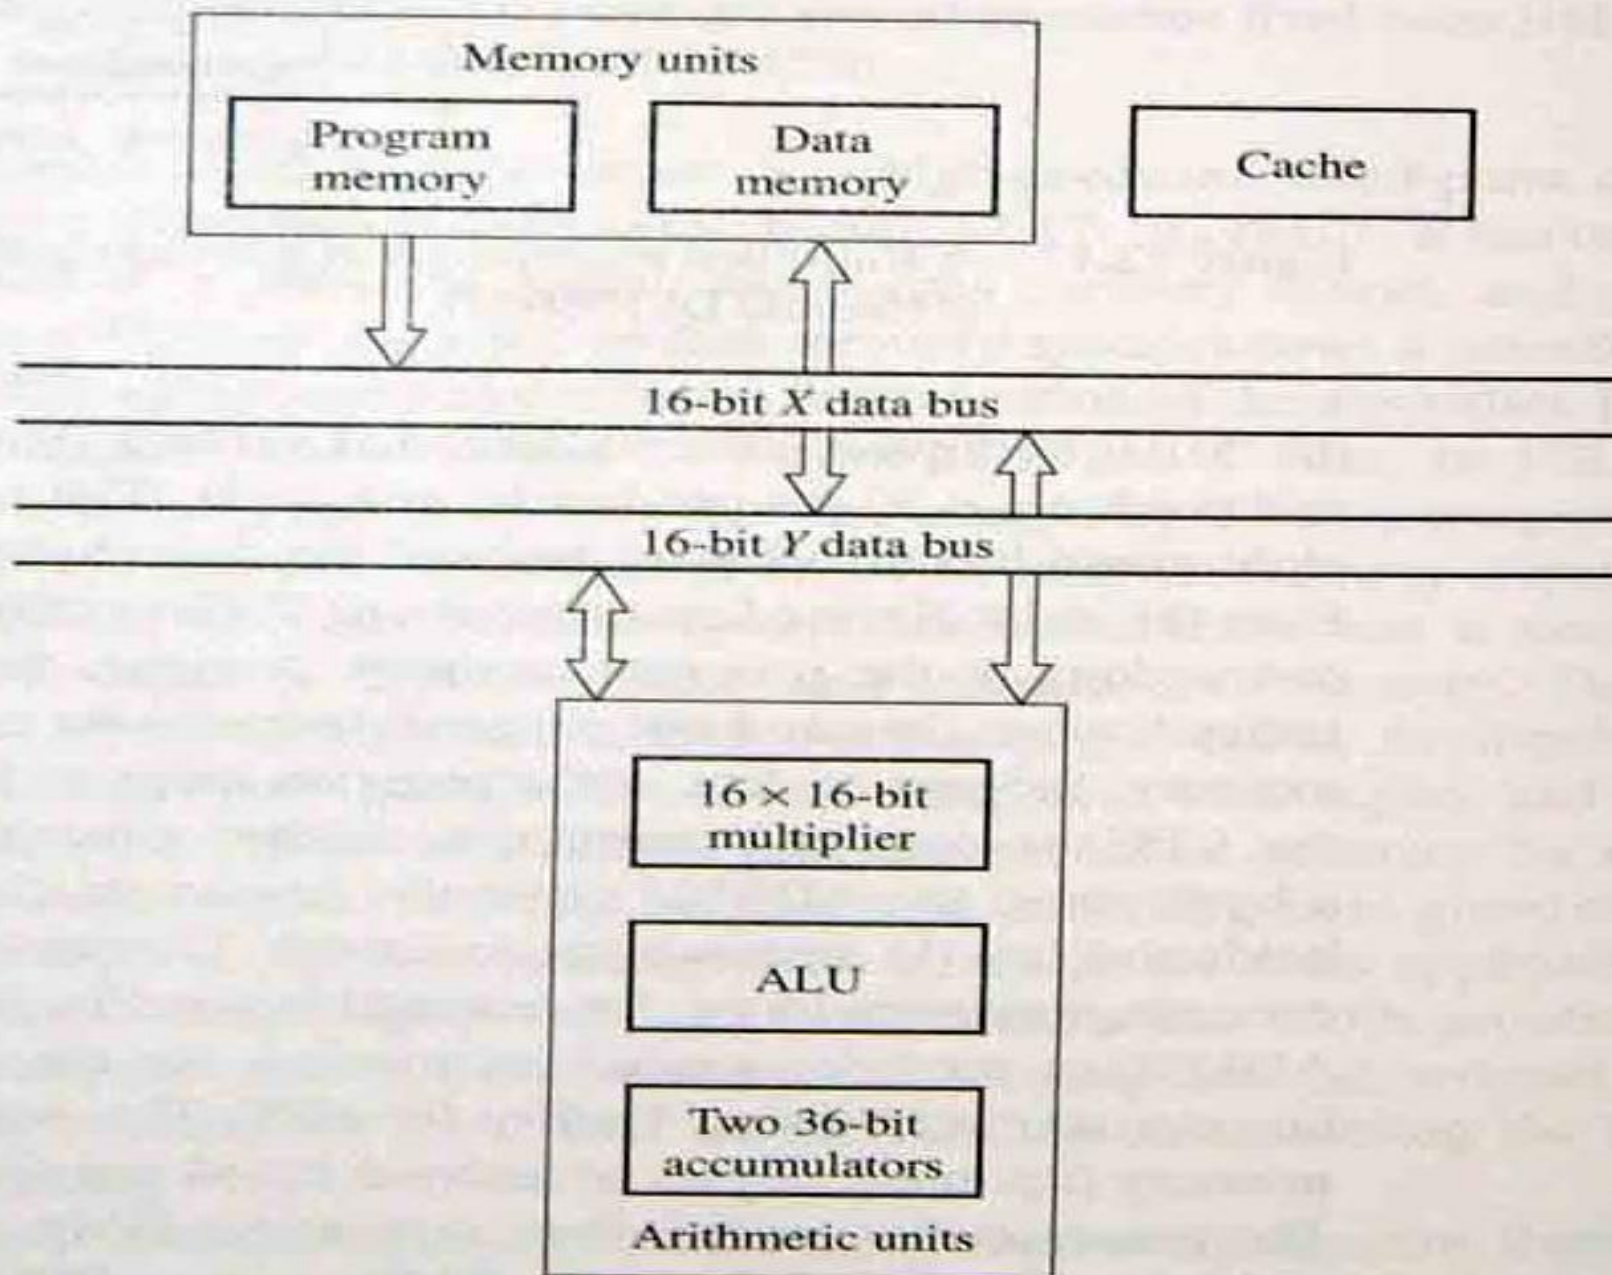 Memory units
Program
memory
Data
memory
Cache
16-bit X data bus
16-bit Y data bus
16 × 16-bit
multiplier
ALU
Two 36-bit
accumulators
Arithmetic units